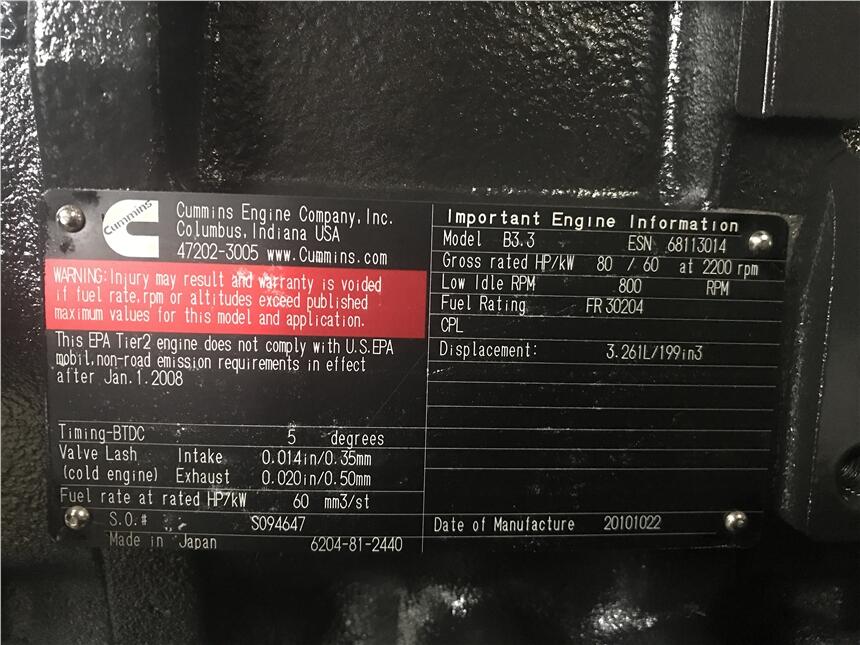 Cummins
Cummins Engine Company, Inc.
Columbus, Indiana USA
47202-3005 www.Cummins.com
WARNING: Injury may result and warranty is voided
if fuel rate, rpm or altitudes exceed published
maximum values for this model and application.
This EPA Tier2 engine does not comply with U.S.EPA
mobil, non-road emission requirements in effect
after Jan.1.2008
Timing-BTDC 5 degrees
Valve Lash Intake 0.014in/0.35mm
(cold engine) Exhaust 0.020in/0.50mm
Fuel rate at rated HP/kW 60 mm3/st
S.O.# S094647
Made in Japan 6204-81-2440
Important Engine Information
Model B3.3 ESN 68113014
Gross rated HP/kW 80 / 60 at 2200 rpm
Low Idle RPM 800 RPM
Fuel Rating FR30204
CPL
Displacement: 3.261L/199in3
Date of Manufacture 20101022